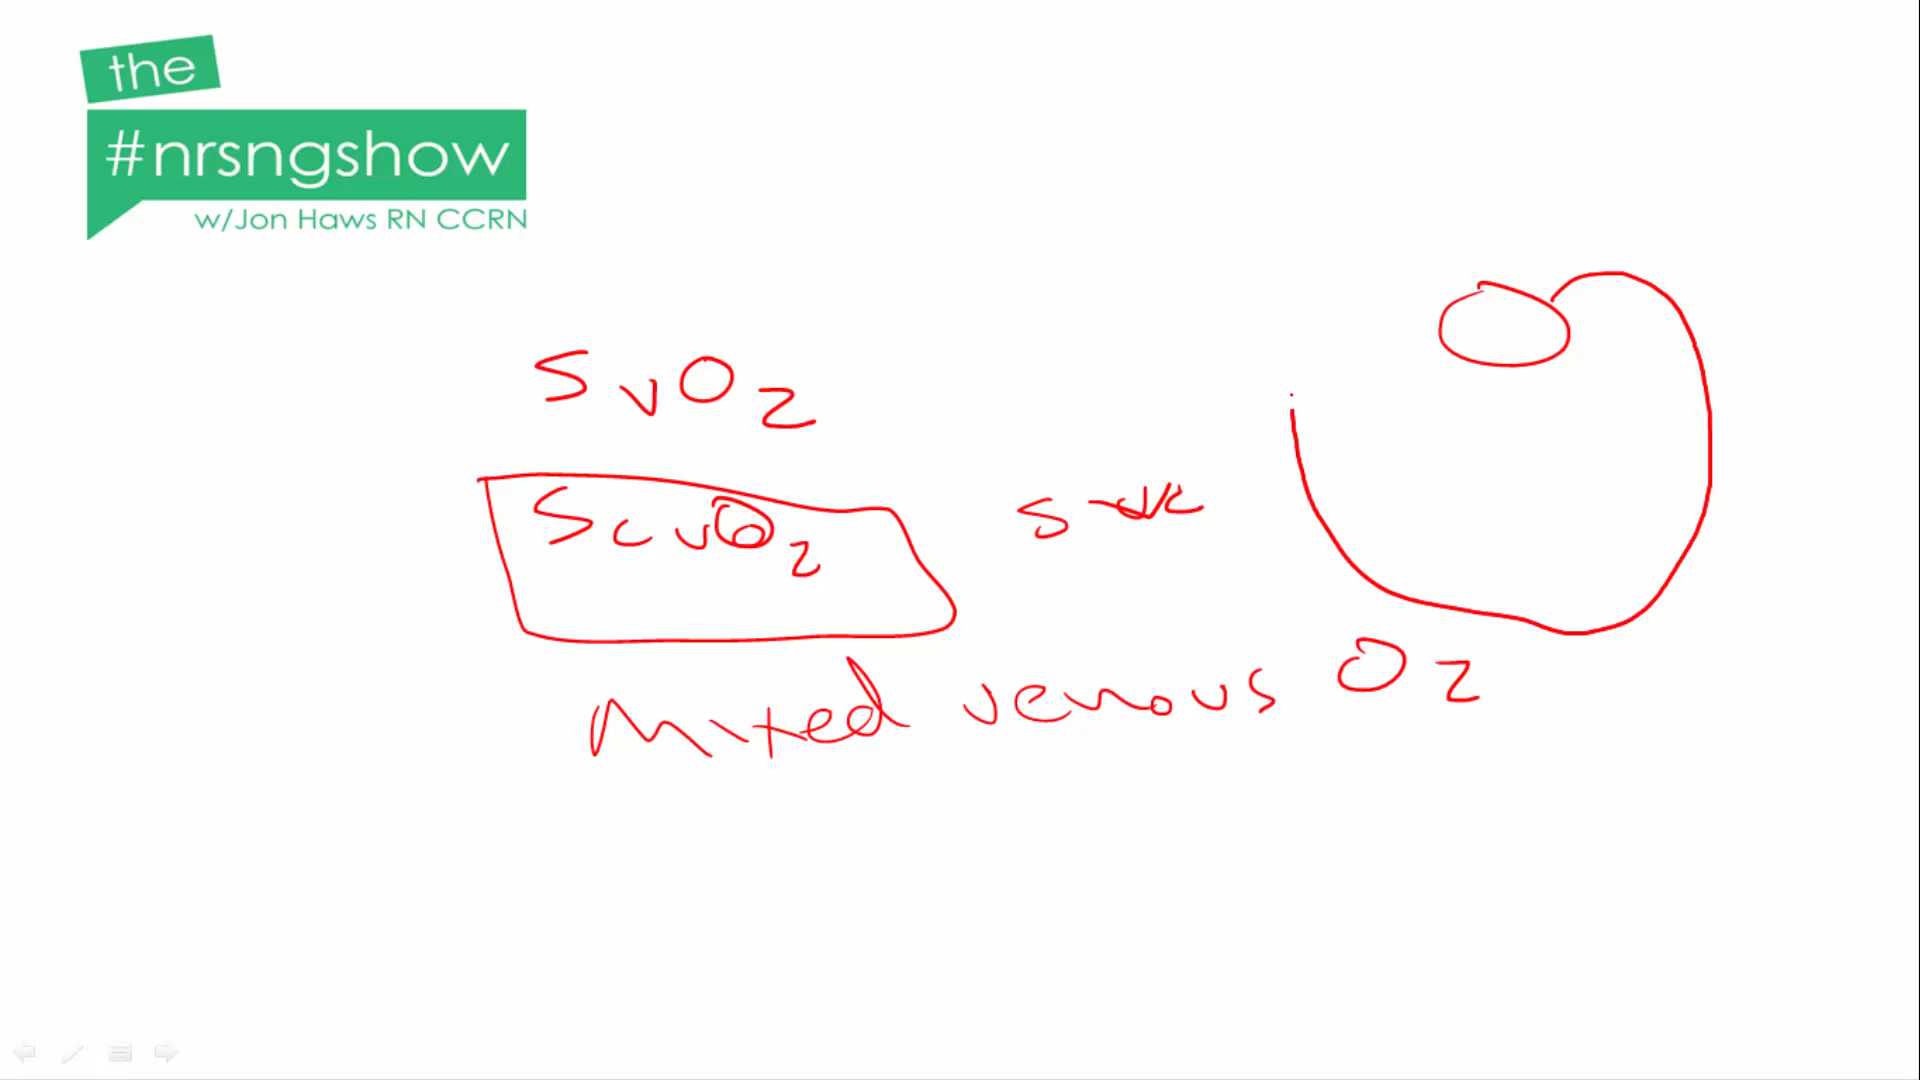 the
#nrsngshow
w/Jon Haws RN CCRN
SvO2
ScvO2
Mixed venous O2